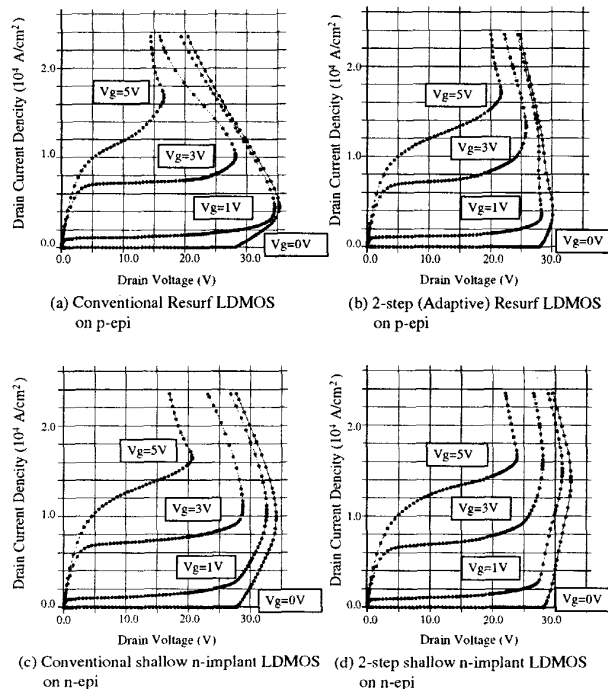 (a)
(b)
Drain Current Dencity (10⁴ A/cm²)
2.0
1.0
0.0
Vg=5V
Vg=3V
Vg=1V
Vg=0V
0.0 10.0 20.0 30.0
Drain Voltage (V)
(a) Conventional Resurf LDMOS
on p-epi
Drain Current Dencity (10⁴ A/cm²)
2.0
1.0
0.0
Vg=5V
Vg=3V
Vg=1V
Vg=0V
0.0 10.0 20.0 30.0
Drain Voltage (V)
(b) 2-step (Adaptive) Resurf LDMOS
on p-epi
Drain Current Dencity (10⁴ A/cm²)
2.0
1.0
0.0
Vg=5V
Vg=3V
Vg=1V
Vg=0V
0.0 10.0 20.0 30.0
Drain Voltage (V)
(c) Conventional shallow n-implant LDMOS
on n-epi
Drain Current Dencity (10⁴ A/cm²)
2.0
1.0
0.0
Vg=5V
Vg=3V
Vg=1V
Vg=0V
0.0 10.0 20.0 30.0
Drain Voltage (V)
(d) 2-step shallow n-implant LDMOS
on n-epi